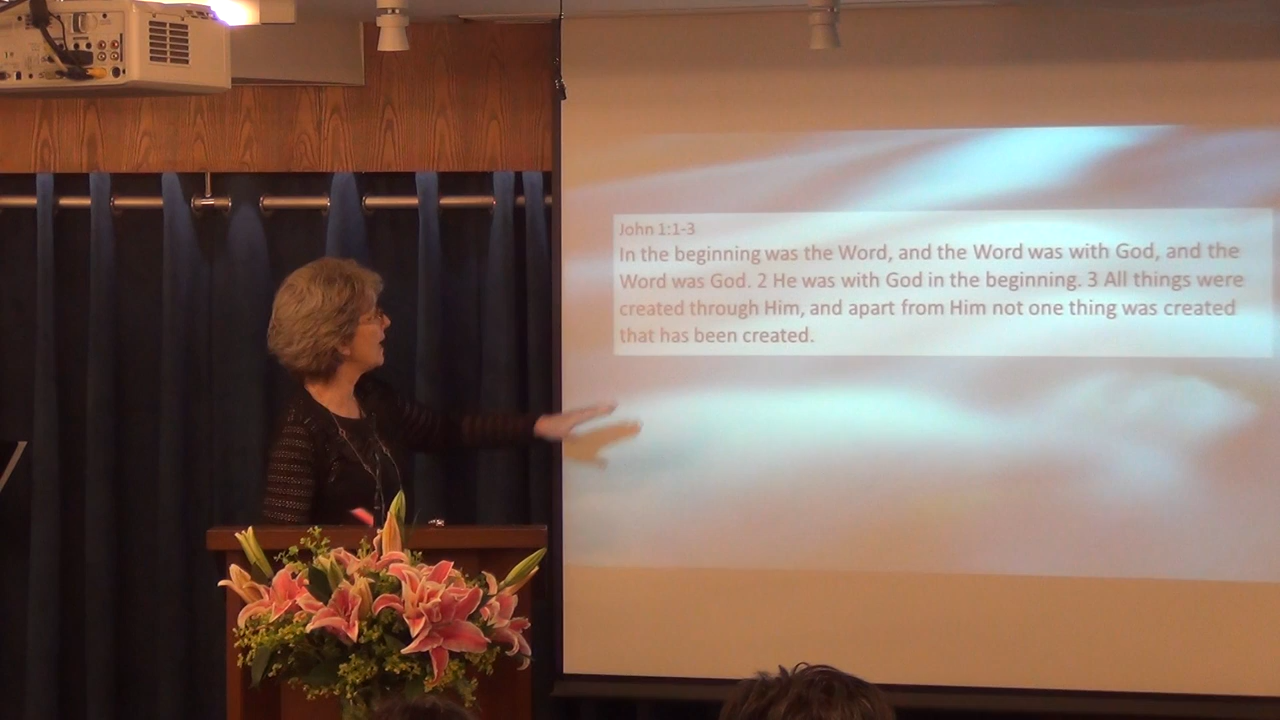 John 1:1-3
In the beginning was the Word, and the Word was with God, and the
Word was God. 2 He was with God in the beginning. 3 All things were
created through Him, and apart from Him not one thing was created
that has been created.